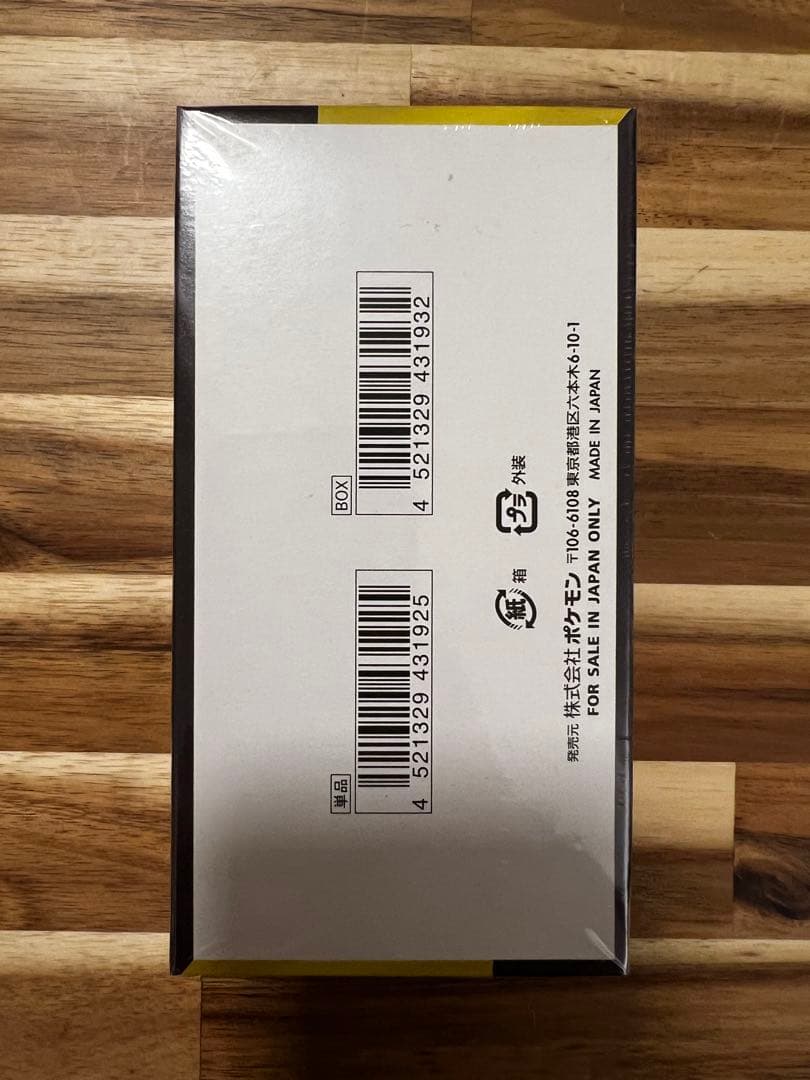 単品
4 521329 431925
BOX
4 521329 431932
紙 箱
プラ 外装
発売元 株式会社 ポケモン 〒106-6108 東京都港区六本木6-10-1
FOR SALE IN JAPAN ONLY MADE IN JAPAN